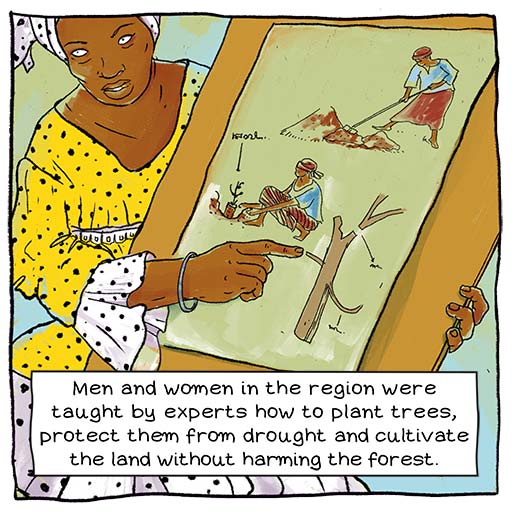 Men and women in the region were
taught by experts how to plant trees,
protect them from drought and cultivate
the land without harming the forest.